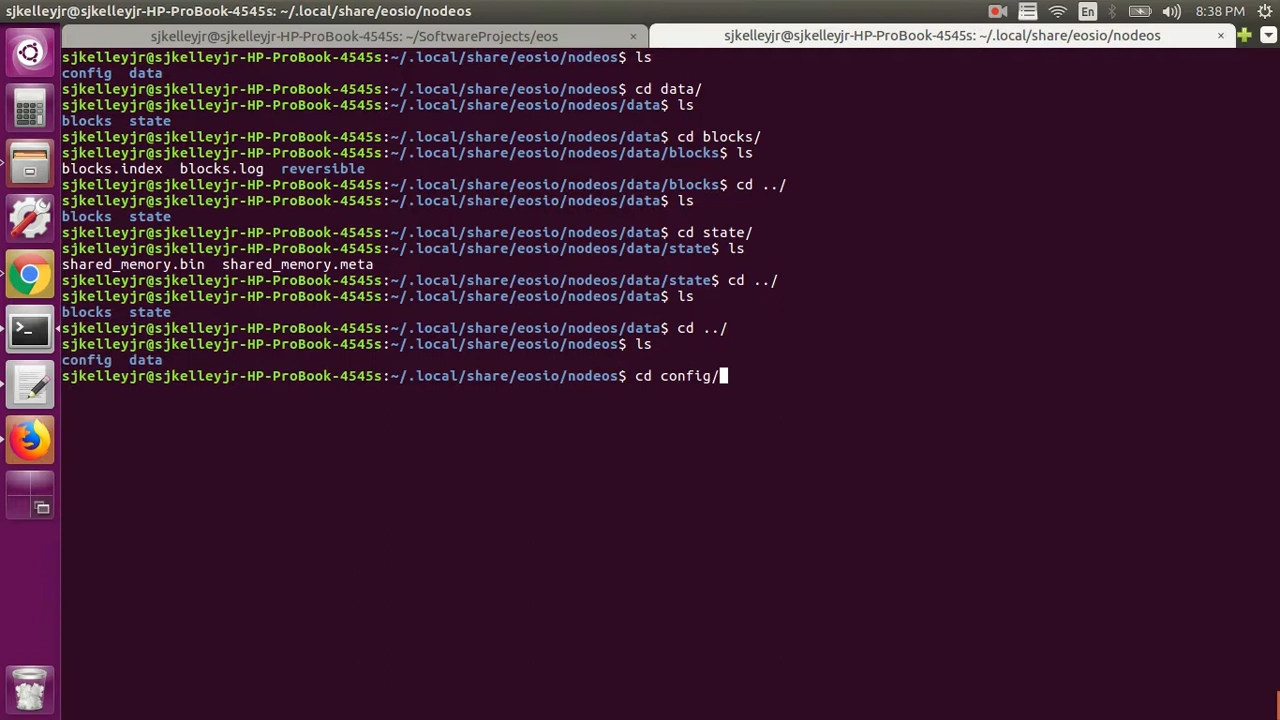 sjkelleyjr@sjkelleyjr-HP-ProBook-4545s: ~/.local/share/eosio/nodeos
En
8:38 PM
sjkelleyjr@sjkelleyjr-HP-ProBook-4545s: ~/SoftwareProjects/eos ×
sjkelleyjr@sjkelleyjr-HP-ProBook-4545s: ~/.local/share/eosio/nodeos ×
sjkelleyjr@sjkelleyjr-HP-ProBook-4545s:~/.local/share/eosio/nodeos$ ls
config data
sjkelleyjr@sjkelleyjr-HP-ProBook-4545s:~/.local/share/eosio/nodeos$ cd data/
sjkelleyjr@sjkelleyjr-HP-ProBook-4545s:~/.local/share/eosio/nodeos/data$ ls
blocks state
sjkelleyjr@sjkelleyjr-HP-ProBook-4545s:~/.local/share/eosio/nodeos/data$ cd blocks/
sjkelleyjr@sjkelleyjr-HP-ProBook-4545s:~/.local/share/eosio/nodeos/data/blocks$ ls
blocks.index blocks.log reversible
sjkelleyjr@sjkelleyjr-HP-ProBook-4545s:~/.local/share/eosio/nodeos/data/blocks$ cd ../
sjkelleyjr@sjkelleyjr-HP-ProBook-4545s:~/.local/share/eosio/nodeos/data$ ls
blocks state
sjkelleyjr@sjkelleyjr-HP-ProBook-4545s:~/.local/share/eosio/nodeos/data$ cd state/
sjkelleyjr@sjkelleyjr-HP-ProBook-4545s:~/.local/share/eosio/nodeos/data/state$ ls
shared_memory.bin shared_memory.meta
sjkelleyjr@sjkelleyjr-HP-ProBook-4545s:~/.local/share/eosio/nodeos/data/state$ cd ../
sjkelleyjr@sjkelleyjr-HP-ProBook-4545s:~/.local/share/eosio/nodeos/data$ ls
blocks state
sjkelleyjr@sjkelleyjr-HP-ProBook-4545s:~/.local/share/eosio/nodeos/data$ cd ../
sjkelleyjr@sjkelleyjr-HP-ProBook-4545s:~/.local/share/eosio/nodeos$ ls
config data
sjkelleyjr@sjkelleyjr-HP-ProBook-4545s:~/.local/share/eosio/nodeos$ cd config/